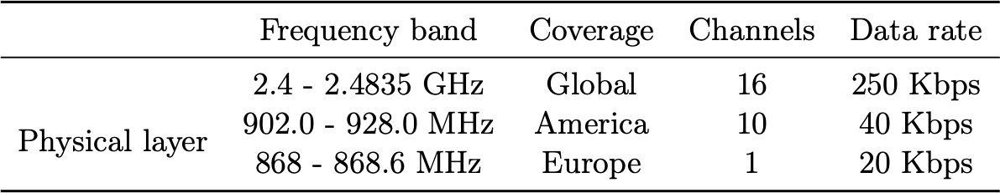 Frequency band Coverage Channels Data rate
2.4 - 2.4835 GHz Global 16 250 Kbps
902.0 - 928.0 MHz America 10 40 Kbps
Physical layer
868 - 868.6 MHz Europe 1 20 Kbps